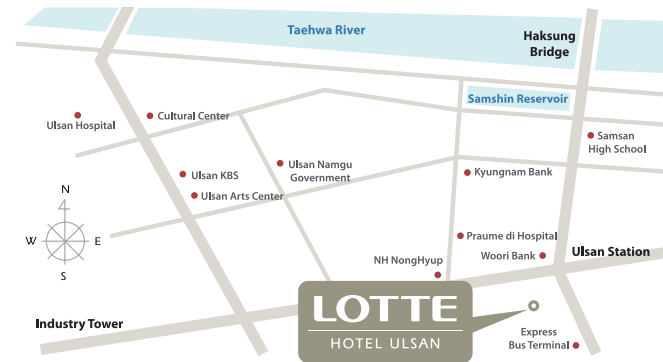 Taehwa River
Haksung
Bridge
Samshin Reservoir
Ulsan Hospital
Cultural Center
Samsan
High School
Ulsan KBS
Ulsan Namgu
Government
Kyungnam Bank
Ulsan Arts Center
N
W
E
S
Praume di Hospital
Woori Bank
Ulsan Station
NH NongHyup
LOTTE
HOTEL ULSAN
Industry Tower
Express
Bus Terminal